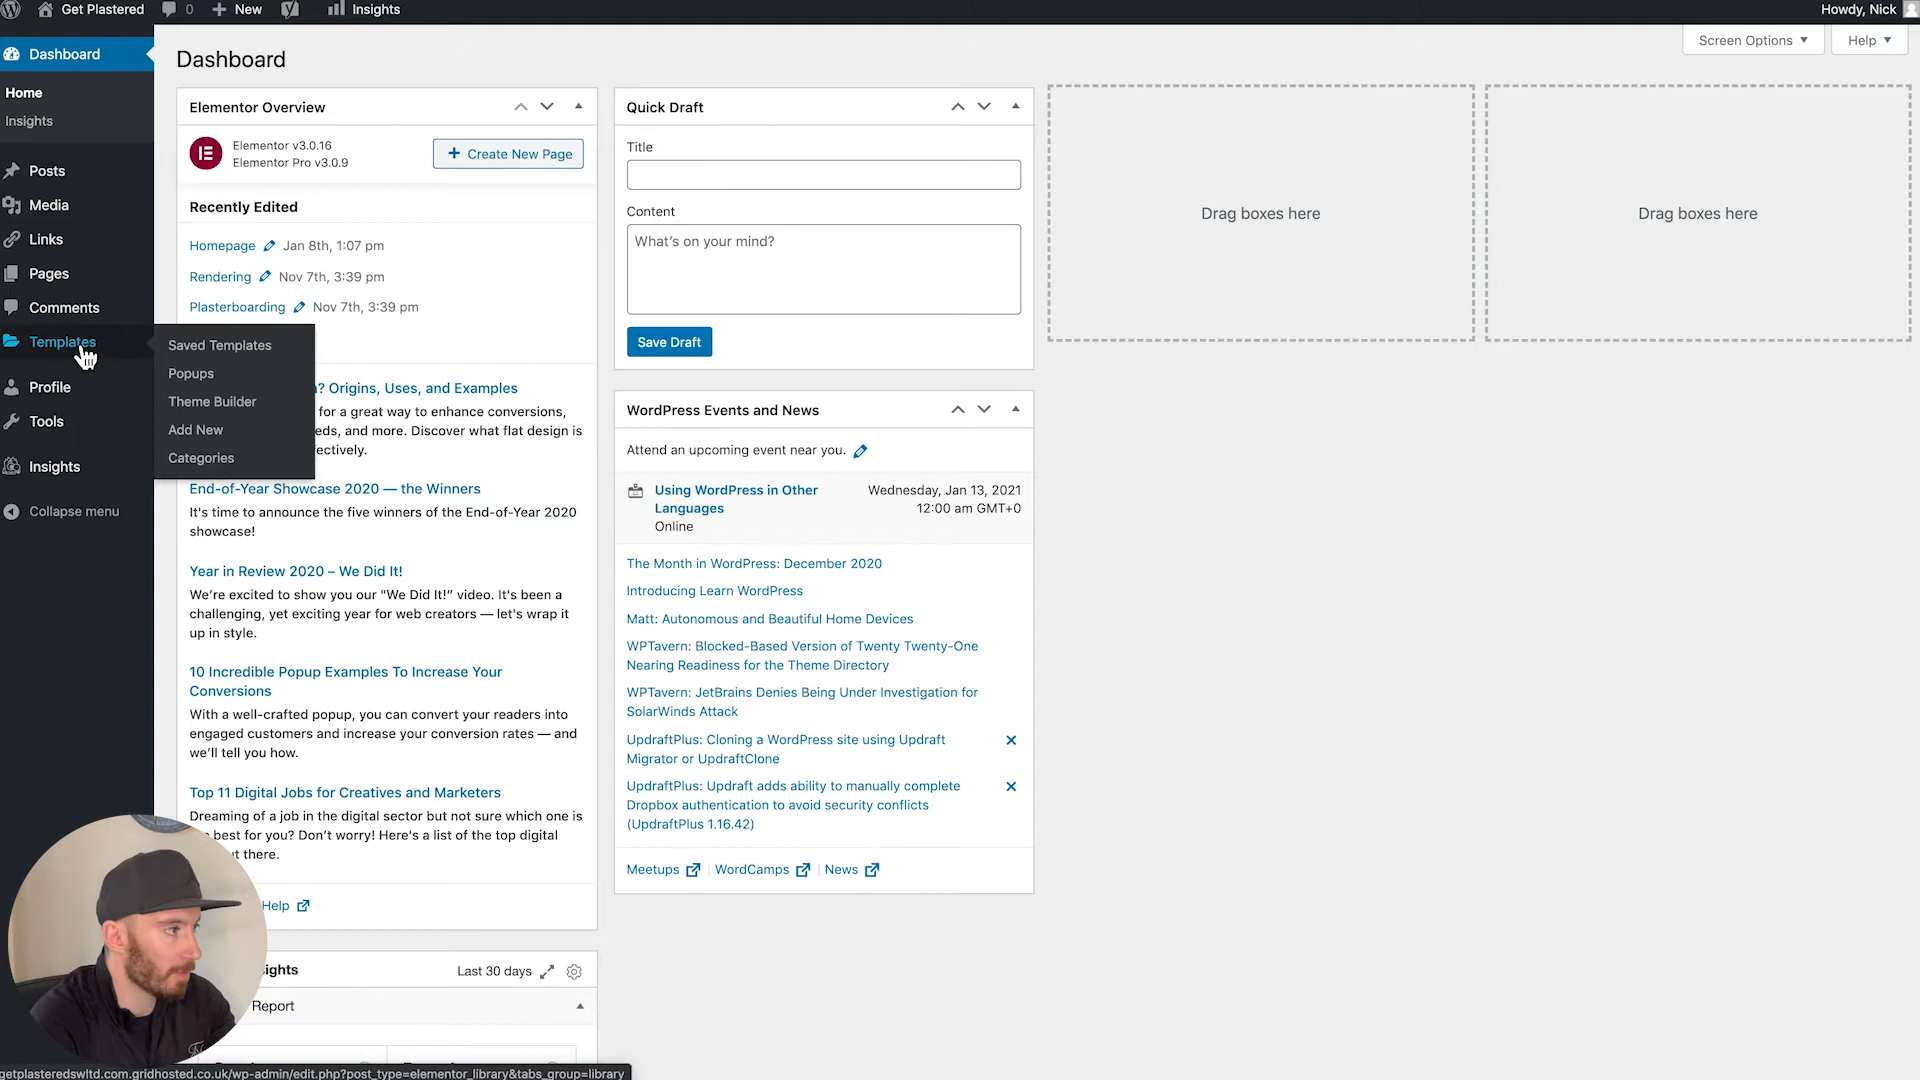 Get Plastered
0
New
Insights
Howdy, Nick
Screen Options
Help
Dashboard
Home
Insights
Posts
Media
Links
Pages
Comments
Templates
Profile
Tools
Insights
Collapse menu
Saved Templates
Popups
Theme Builder
Add New
Categories
Dashboard
Elementor Overview
Elementor v3.0.16
Elementor Pro v3.0.9
Create New Page
Recently Edited
Homepage Jan 8th, 1:07 pm
Rendering Nov 7th, 3:39 pm
Plasterboarding Nov 7th, 3:39 pm
? Origins, Uses, and Examples
for a great way to enhance conversions,
eds, and more. Discover what flat design is
ectively.
End-of-Year Showcase 2020 — the Winners
It's time to announce the five winners of the End-of-Year 2020
showcase!
Year in Review 2020 – We Did It!
We're excited to show you our "We Did It!" video. It's been a
challenging, yet exciting year for web creators — let's wrap it
up in style.
10 Incredible Popup Examples To Increase Your
Conversions
With a well-crafted popup, you can convert your readers into
engaged customers and increase your conversion rates — and
we'll tell you how.
Top 11 Digital Jobs for Creatives and Marketers
Dreaming of a job in the digital sector but not sure which one is
best for you? Don't worry! Here's a list of the top digital
t there.
Help
sights
Last 30 days
Report
Quick Draft
Title
Content
What's on your mind?
Save Draft
WordPress Events and News
Attend an upcoming event near you.
Using WordPress in Other
Languages
Online
Wednesday, Jan 13, 2021
12:00 am GMT+0
The Month in WordPress: December 2020
Introducing Learn WordPress
Matt: Autonomous and Beautiful Home Devices
WPTavern: Blocked-Based Version of Twenty Twenty-One
Nearing Readiness for the Theme Directory
WPTavern: JetBrains Denies Being Under Investigation for
SolarWinds Attack
UpdraftPlus: Cloning a WordPress site using Updraft
Migrator or UpdraftClone
UpdraftPlus: Updraft adds ability to manually complete
Dropbox authentication to avoid security conflicts
(UpdraftPlus 1.16.42)
Meetups | WordCamps | News
Drag boxes here
Drag boxes here
getplasteredswltd.com.gridhosted.co.uk/wp-admin/edit.php?post_type=elementor_library&tabs_group=library